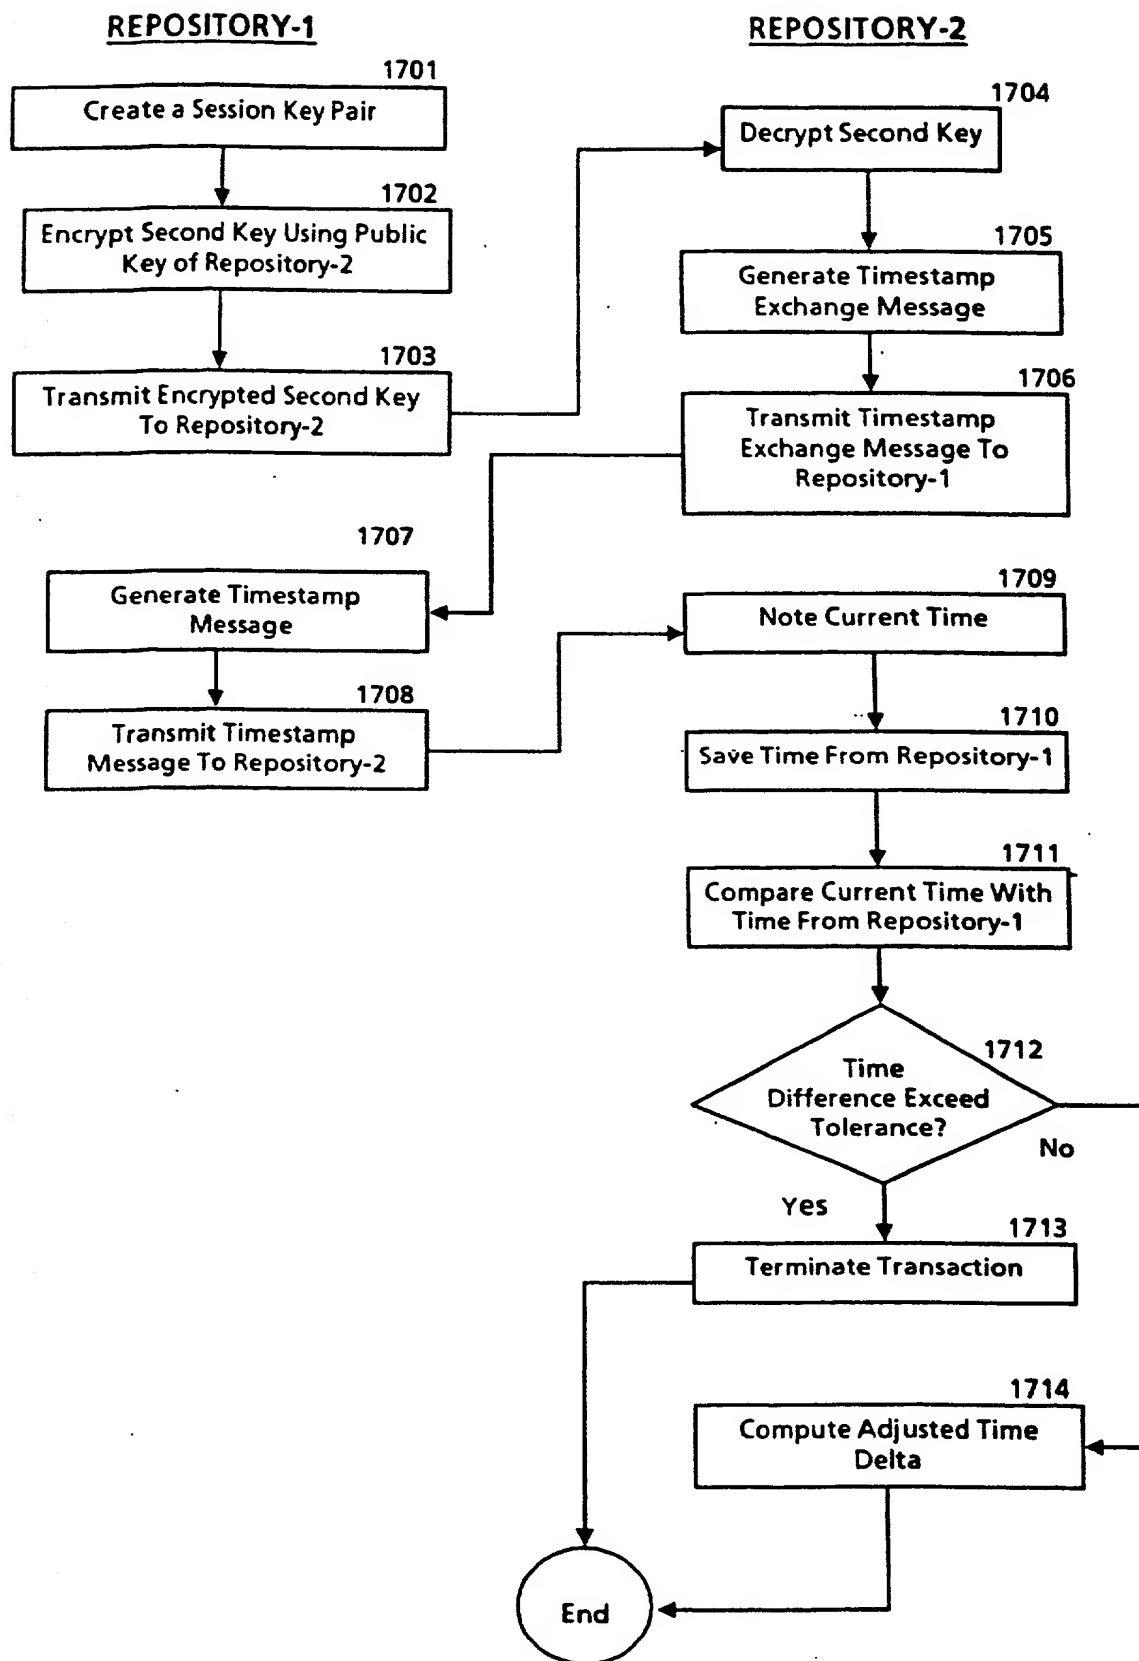 REPOSITORY-1
REPOSITORY-2
1701
Create a Session Key Pair
1702
Encrypt Second Key Using Public
Key of Repository-2
1703
Transmit Encrypted Second Key
To Repository-2
1704
Decrypt Second Key
1705
Generate Timestamp
Exchange Message
1706
Transmit Timestamp
Exchange Message To
Repository-1
1707
Generate Timestamp
Message
1708
Transmit Timestamp
Message To Repository-2
1709
Note Current Time
1710
Save Time From Repository-1
1711
Compare Current Time With
Time From Repository-1
1712
Time
Difference Exceed
Tolerance?
No
Yes
1713
Terminate Transaction
1714
Compute Adjusted Time
Delta
End